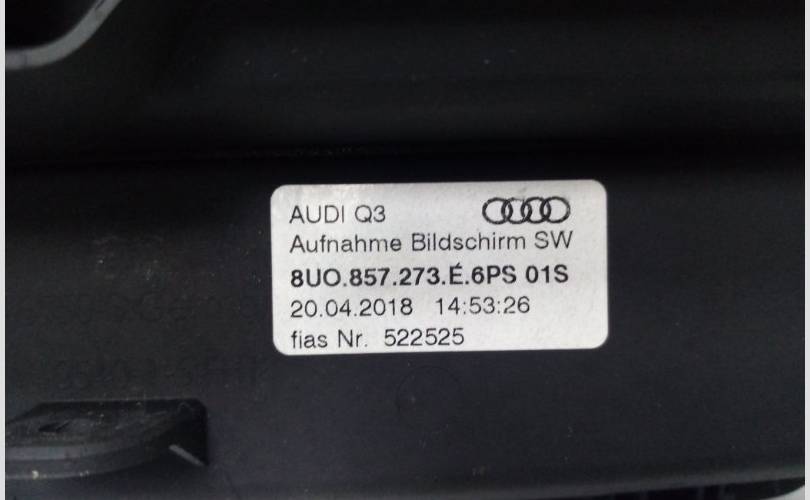 AUDI Q3
Aufnahme Bildschirm SW
8UO.857.273.É.6PS 01S
20.04.2018 14:53:26
fias Nr. 522525